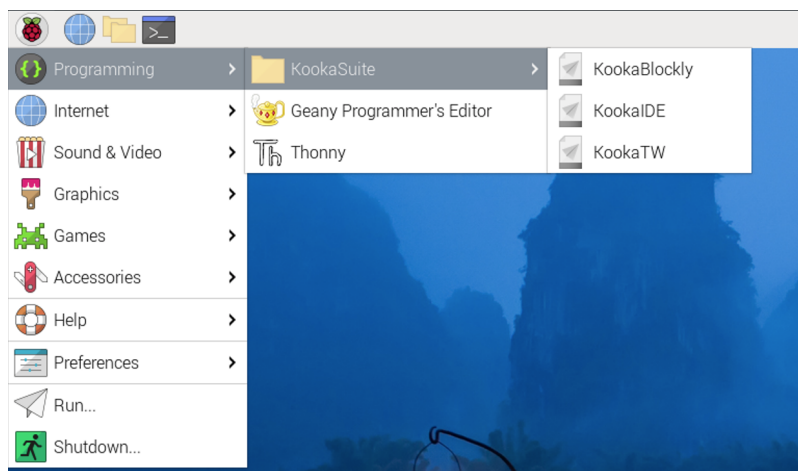 >_
Programming
KookaSuite
KookaBlockly
Internet
Geany Programmer's Editor
KookaIDE
Sound & Video
Th Thonny
KookaTW
Graphics
Games
Accessories
Help
Preferences
Run...
Shutdown...